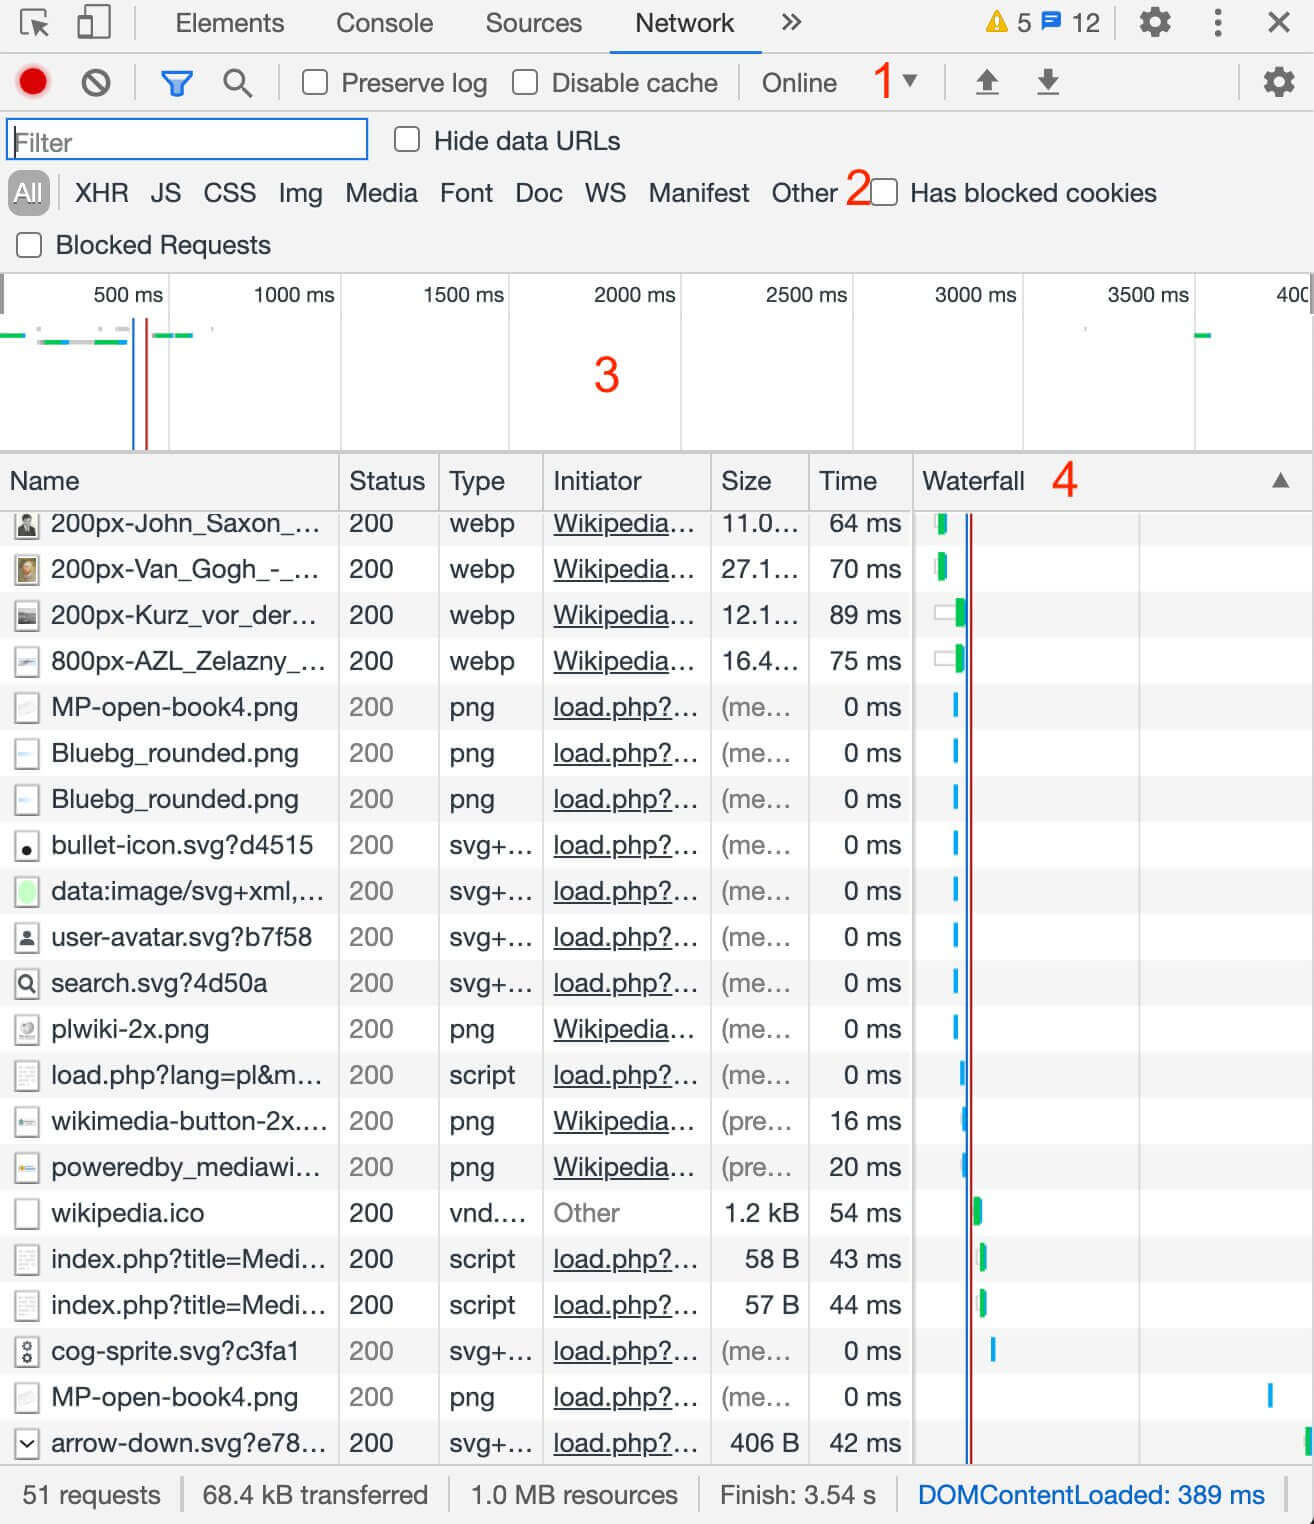 Elements Console Sources Network » 5 12
Preserve log Disable cache Online 1
Filter Hide data URLs
All XHR JS CSS Img Media Font Doc WS Manifest Other 2 Has blocked cookies
Blocked Requests
500 ms 1000 ms 1500 ms 2000 ms 2500 ms 3000 ms 3500 ms 400
3
Name Status Type Initiator Size Time Waterfall 4
200px-John_Saxon_... 200 webp Wikipedia... 11.0... 64 ms
200px-Van_Gogh_-_... 200 webp Wikipedia... 27.1... 70 ms
200px-Kurz_vor_der... 200 webp Wikipedia... 12.1... 89 ms
800px-AZL_Zelazny_... 200 webp Wikipedia... 16.4... 75 ms
MP-open-book4.png 200 png load.php?... (me... 0 ms
Bluebg_rounded.png 200 png load.php?... (me... 0 ms
Bluebg_rounded.png 200 png load.php?... (me... 0 ms
bullet-icon.svg?d4515 200 svg+... load.php?... (me... 0 ms
data:image/svg+xml,... 200 svg+... load.php?... (me... 0 ms
user-avatar.svg?b7f58 200 svg+... load.php?... (me... 0 ms
search.svg?4d50a 200 svg+... load.php?... (me... 0 ms
plwiki-2x.png 200 png Wikipedia... (me... 0 ms
load.php?lang=pl&m... 200 script load.php?... (me... 0 ms
wikimedia-button-2x.... 200 png Wikipedia... (pre... 16 ms
poweredby_mediawi... 200 png Wikipedia... (pre... 20 ms
wikipedia.ico 200 vnd.... Other 1.2 kB 54 ms
index.php?title=Medi... 200 script load.php?... 58 B 43 ms
index.php?title=Medi... 200 script load.php?... 57 B 44 ms
cog-sprite.svg?c3fa1 200 svg+... load.php?... (me... 0 ms
MP-open-book4.png 200 png load.php?... (me... 0 ms
arrow-down.svg?e78... 200 svg+... load.php?... 406 B 42 ms
51 requests 68.4 kB transferred 1.0 MB resources Finish: 3.54 s DOMContentLoaded: 389 ms